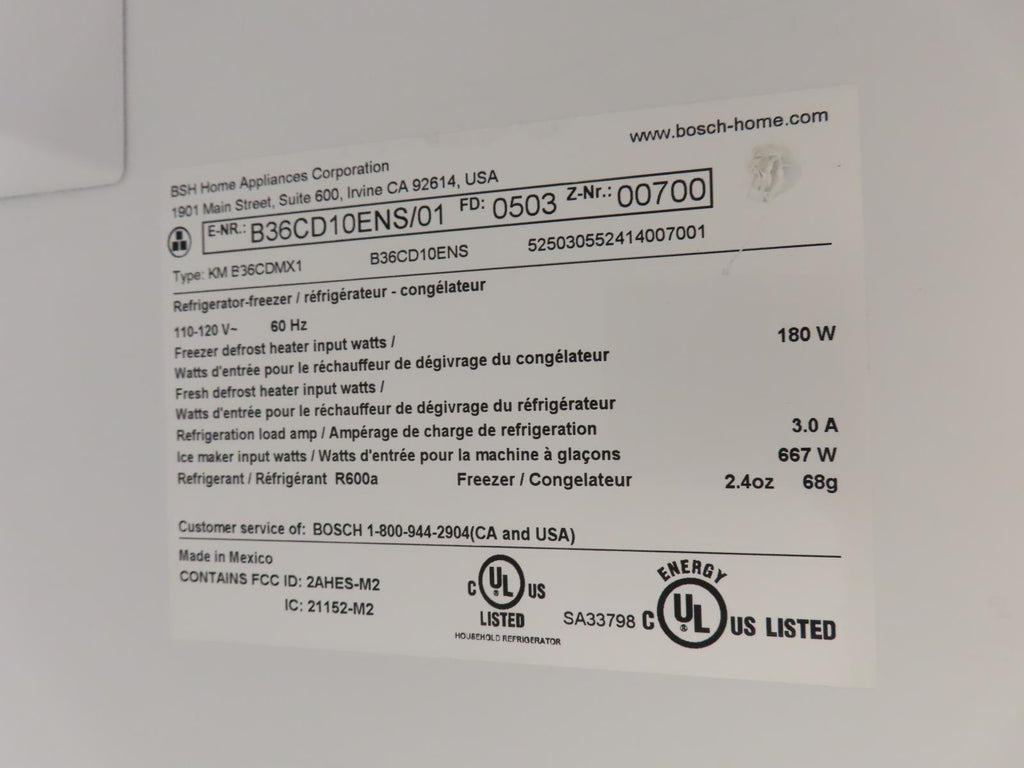 www.bosch-home.com
BSH Home Appliances Corporation
1901 Main Street, Suite 600, Irvine CA 92614, USA
E-NR.: B36CD10ENS/01 FD: 0503 Z-Nr.: 00700
Type: KM B36CDMX1 B36CD10ENS 525030552414007001
Refrigerator-freezer / réfrigérateur - congélateur
110-120 V~ 60 Hz
Freezer defrost heater input watts / 180 W
Watts d'entrée pour le réchauffeur de dégivrage du congélateur
Fresh defrost heater input watts /
Watts d'entrée pour le réchauffeur de dégivrage du réfrigérateur
Refrigeration load amp / Ampérage de charge de refrigeration 3.0 A
Ice maker input watts / Watts d'entrée pour la machine à glaçons 667 W
Refrigerant / Réfrigérant R600a Freezer / Congelateur 2.4oz 68g
Customer service of: BOSCH 1-800-944-2904(CA and USA)
Made in Mexico
CONTAINS FCC ID: 2AHES-M2
IC: 21152-M2
C UL® US
LISTED
HOUSEHOLD REFRIGERATOR
ENERGY
SA33798 C UL® US LISTED